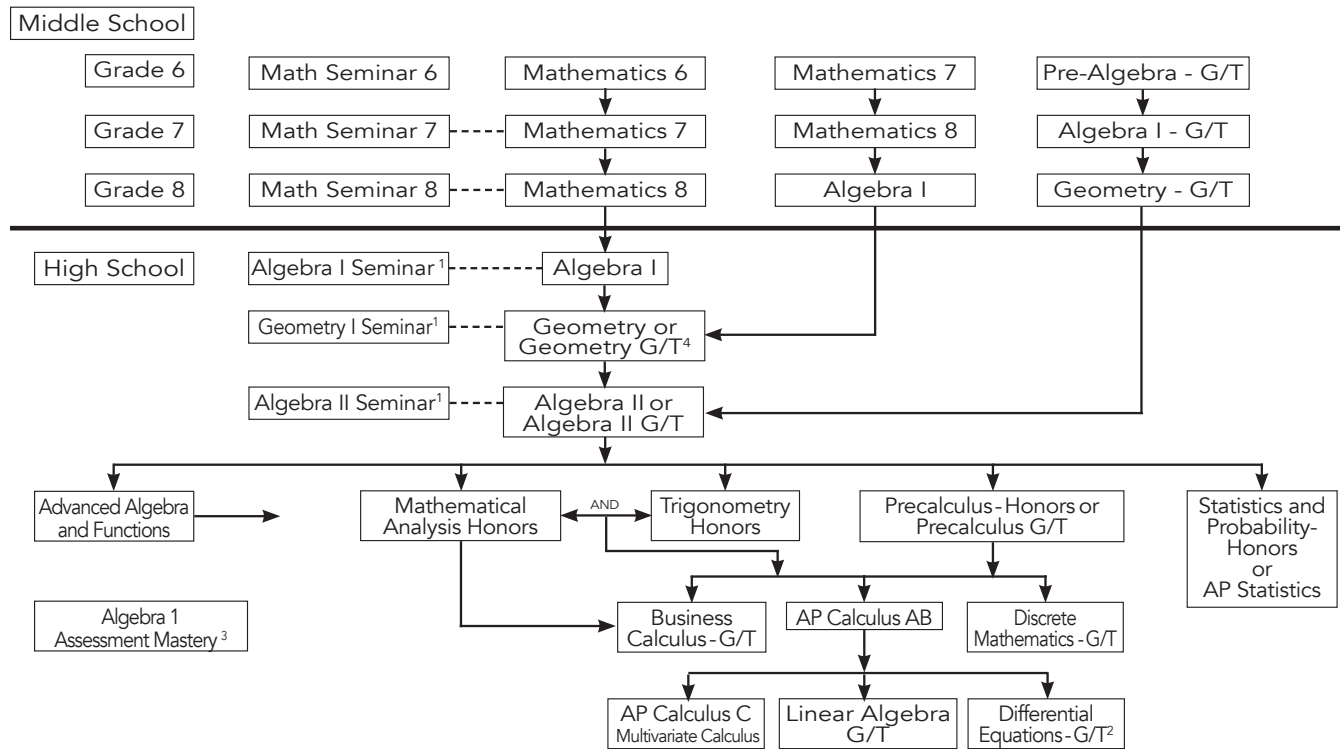 Middle School
Grade 6
Math Seminar 6
Mathematics 6
Mathematics 7
Pre-Algebra - G/T
Grade 7
Math Seminar 7
Mathematics 7
Mathematics 8
Algebra I - G/T
Grade 8
Math Seminar 8
Mathematics 8
Algebra I
Geometry - G/T
High School
Algebra I Seminar ¹
Algebra I
Geometry I Seminar¹
Geometry or
Geometry G/T⁴
Algebra II Seminar¹
Algebra II or
Algebra II G/T
Advanced Algebra
and Functions
Mathematical
Analysis Honors
AND
Trigonometry
Honors
Precalculus-Honors or
Precalculus G/T
Statistics and
Probability-
Honors
or
AP Statistics
Algebra 1
Assessment Mastery ³
Business
Calculus-G/T
AP Calculus AB
Discrete
Mathematics-G/T
AP Calculus C
Multivariate Calculus
Linear Algebra
G/T
Differential
Equations-G/T²